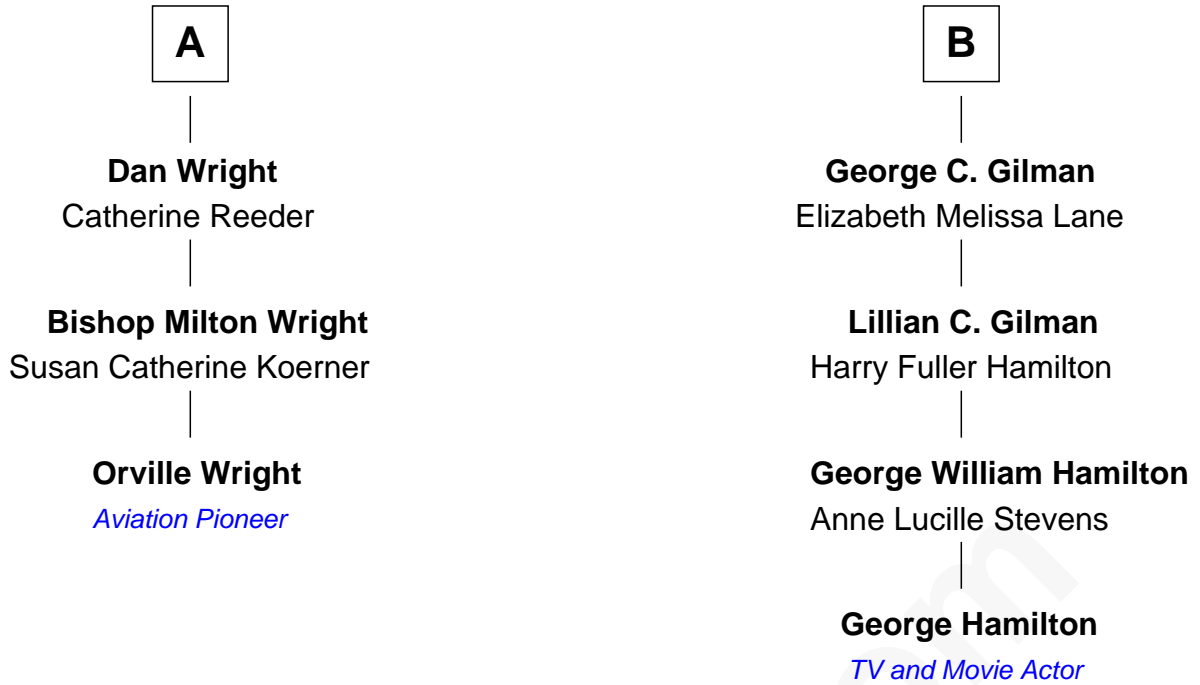 A
Dan Wright
Catherine Reeder
Bishop Milton Wright
Susan Catherine Koerner
Orville Wright
Aviation Pioneer
B
George C. Gilman
Elizabeth Melissa Lane
Lillian C. Gilman
Harry Fuller Hamilton
George William Hamilton
Anne Lucille Stevens
George Hamilton
TV and Movie Actor